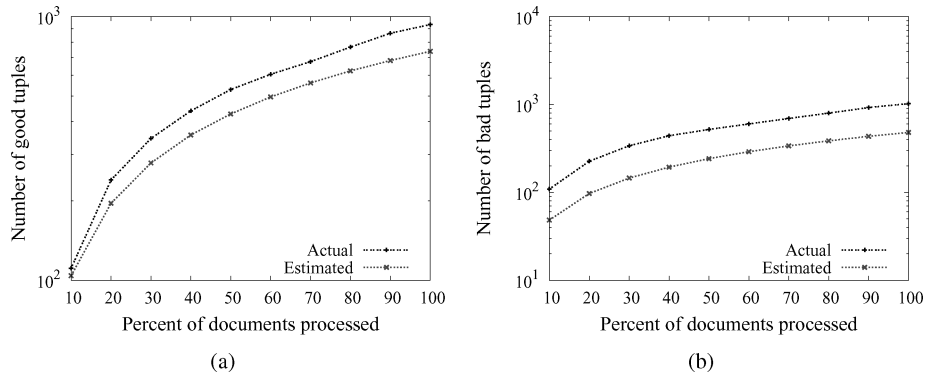 10^3
10^2
Number of good tuples
Actual
Estimated
10 20 30 40 50 60 70 80 90 100
Percent of documents processed
(a)
10^4
10^3
10^2
10^1
Number of bad tuples
Actual
Estimated
10 20 30 40 50 60 70 80 90 100
Percent of documents processed
(b)